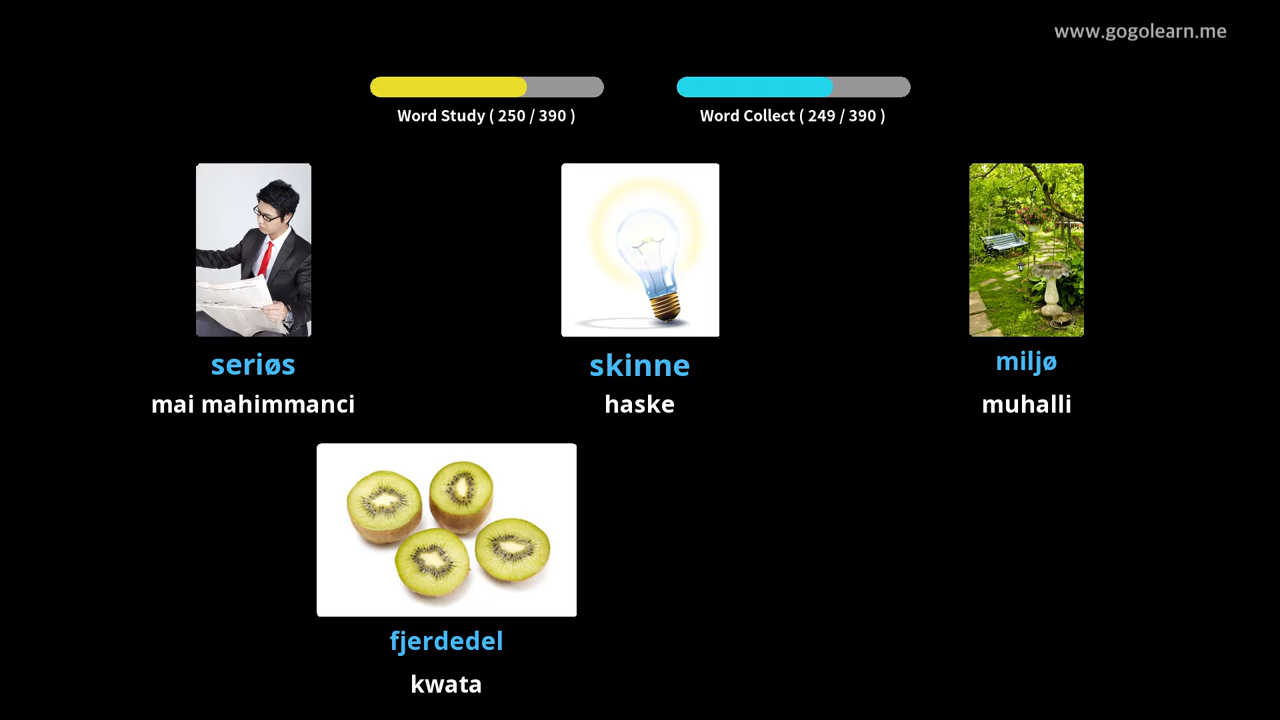 www.gogolearn.me
Word Study ( 250 / 390 )
Word Collect ( 249 / 390 )
seriøs
mai mahimmanci
skinne
haske
miljø
muhalli
fjerdedel
kwata